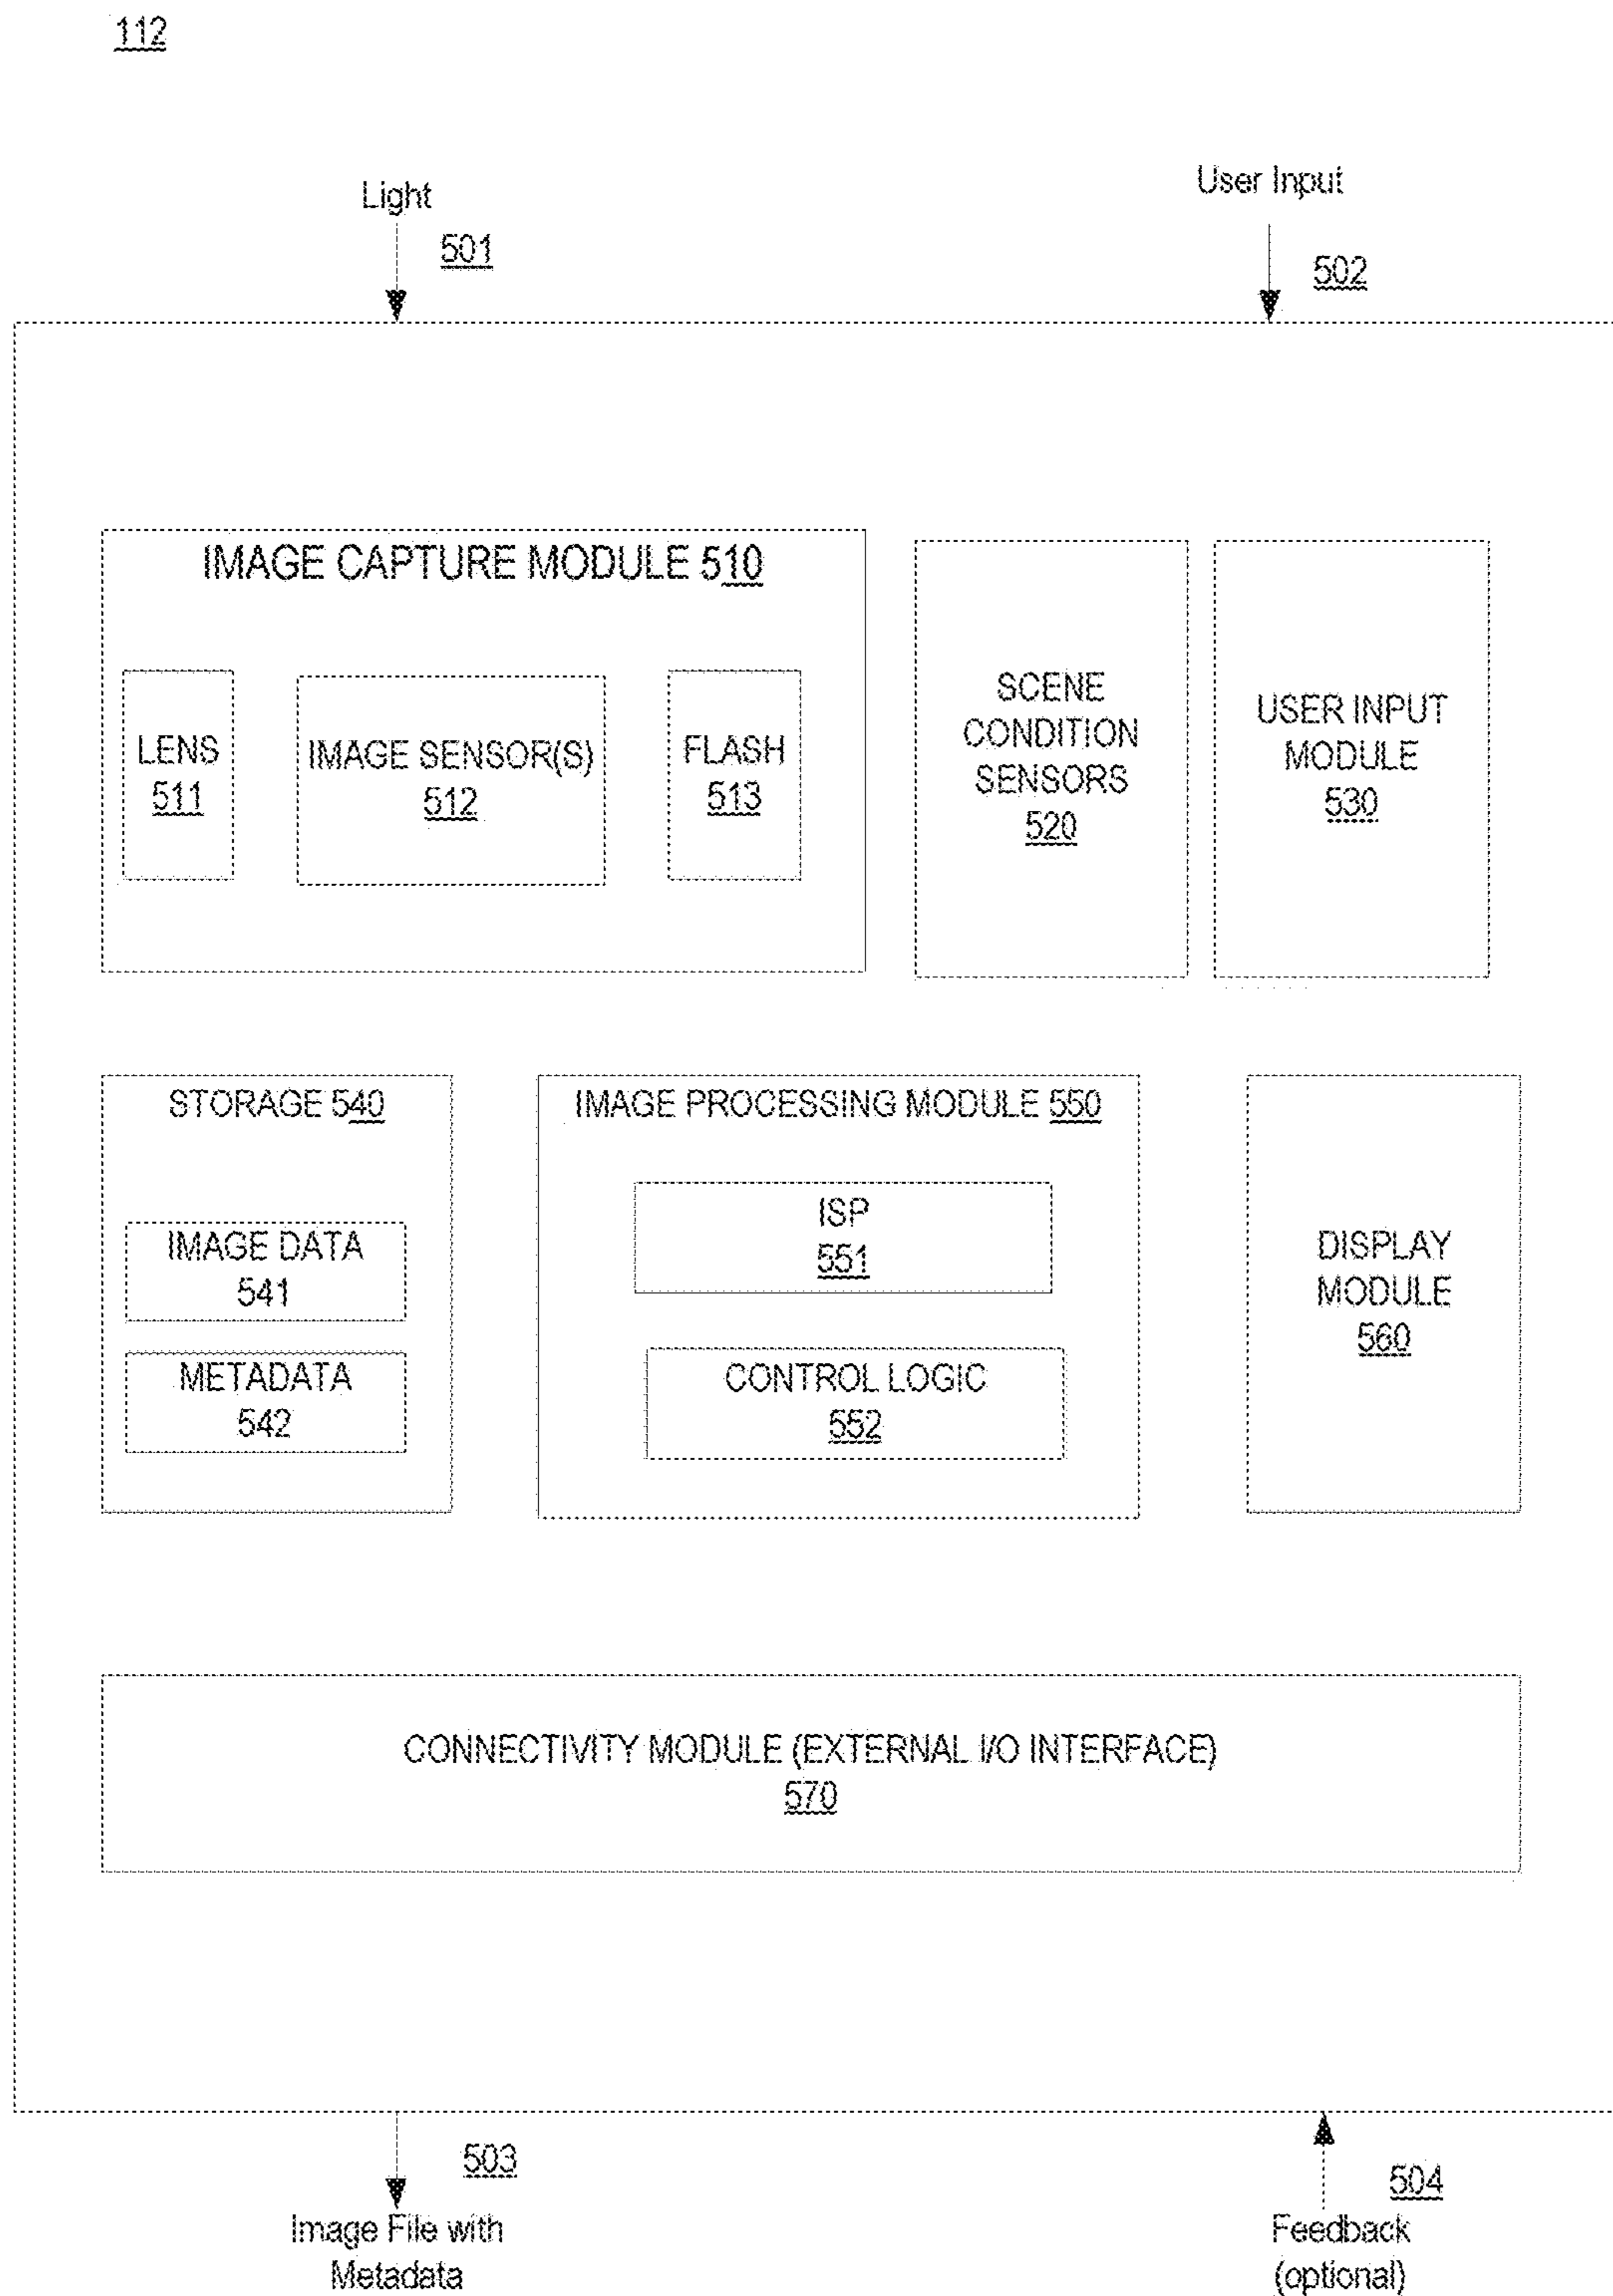 112
Light
501
User Input
502
IMAGE CAPTURE MODULE 510
LENS
511
IMAGE SENSOR(S)
512
FLASH
513
SCENE
CONDITION
SENSORS
520
USER INPUT
MODULE
530
STORAGE 540
IMAGE DATA
541
METADATA
542
IMAGE PROCESSING MODULE 550
ISP
551
CONTROL LOGIC
552
DISPLAY
MODULE
560
CONNECTIVITY MODULE (EXTERNAL I/O INTERFACE)
570
503
Image File with
Metadata
504
Feedback
(optional)